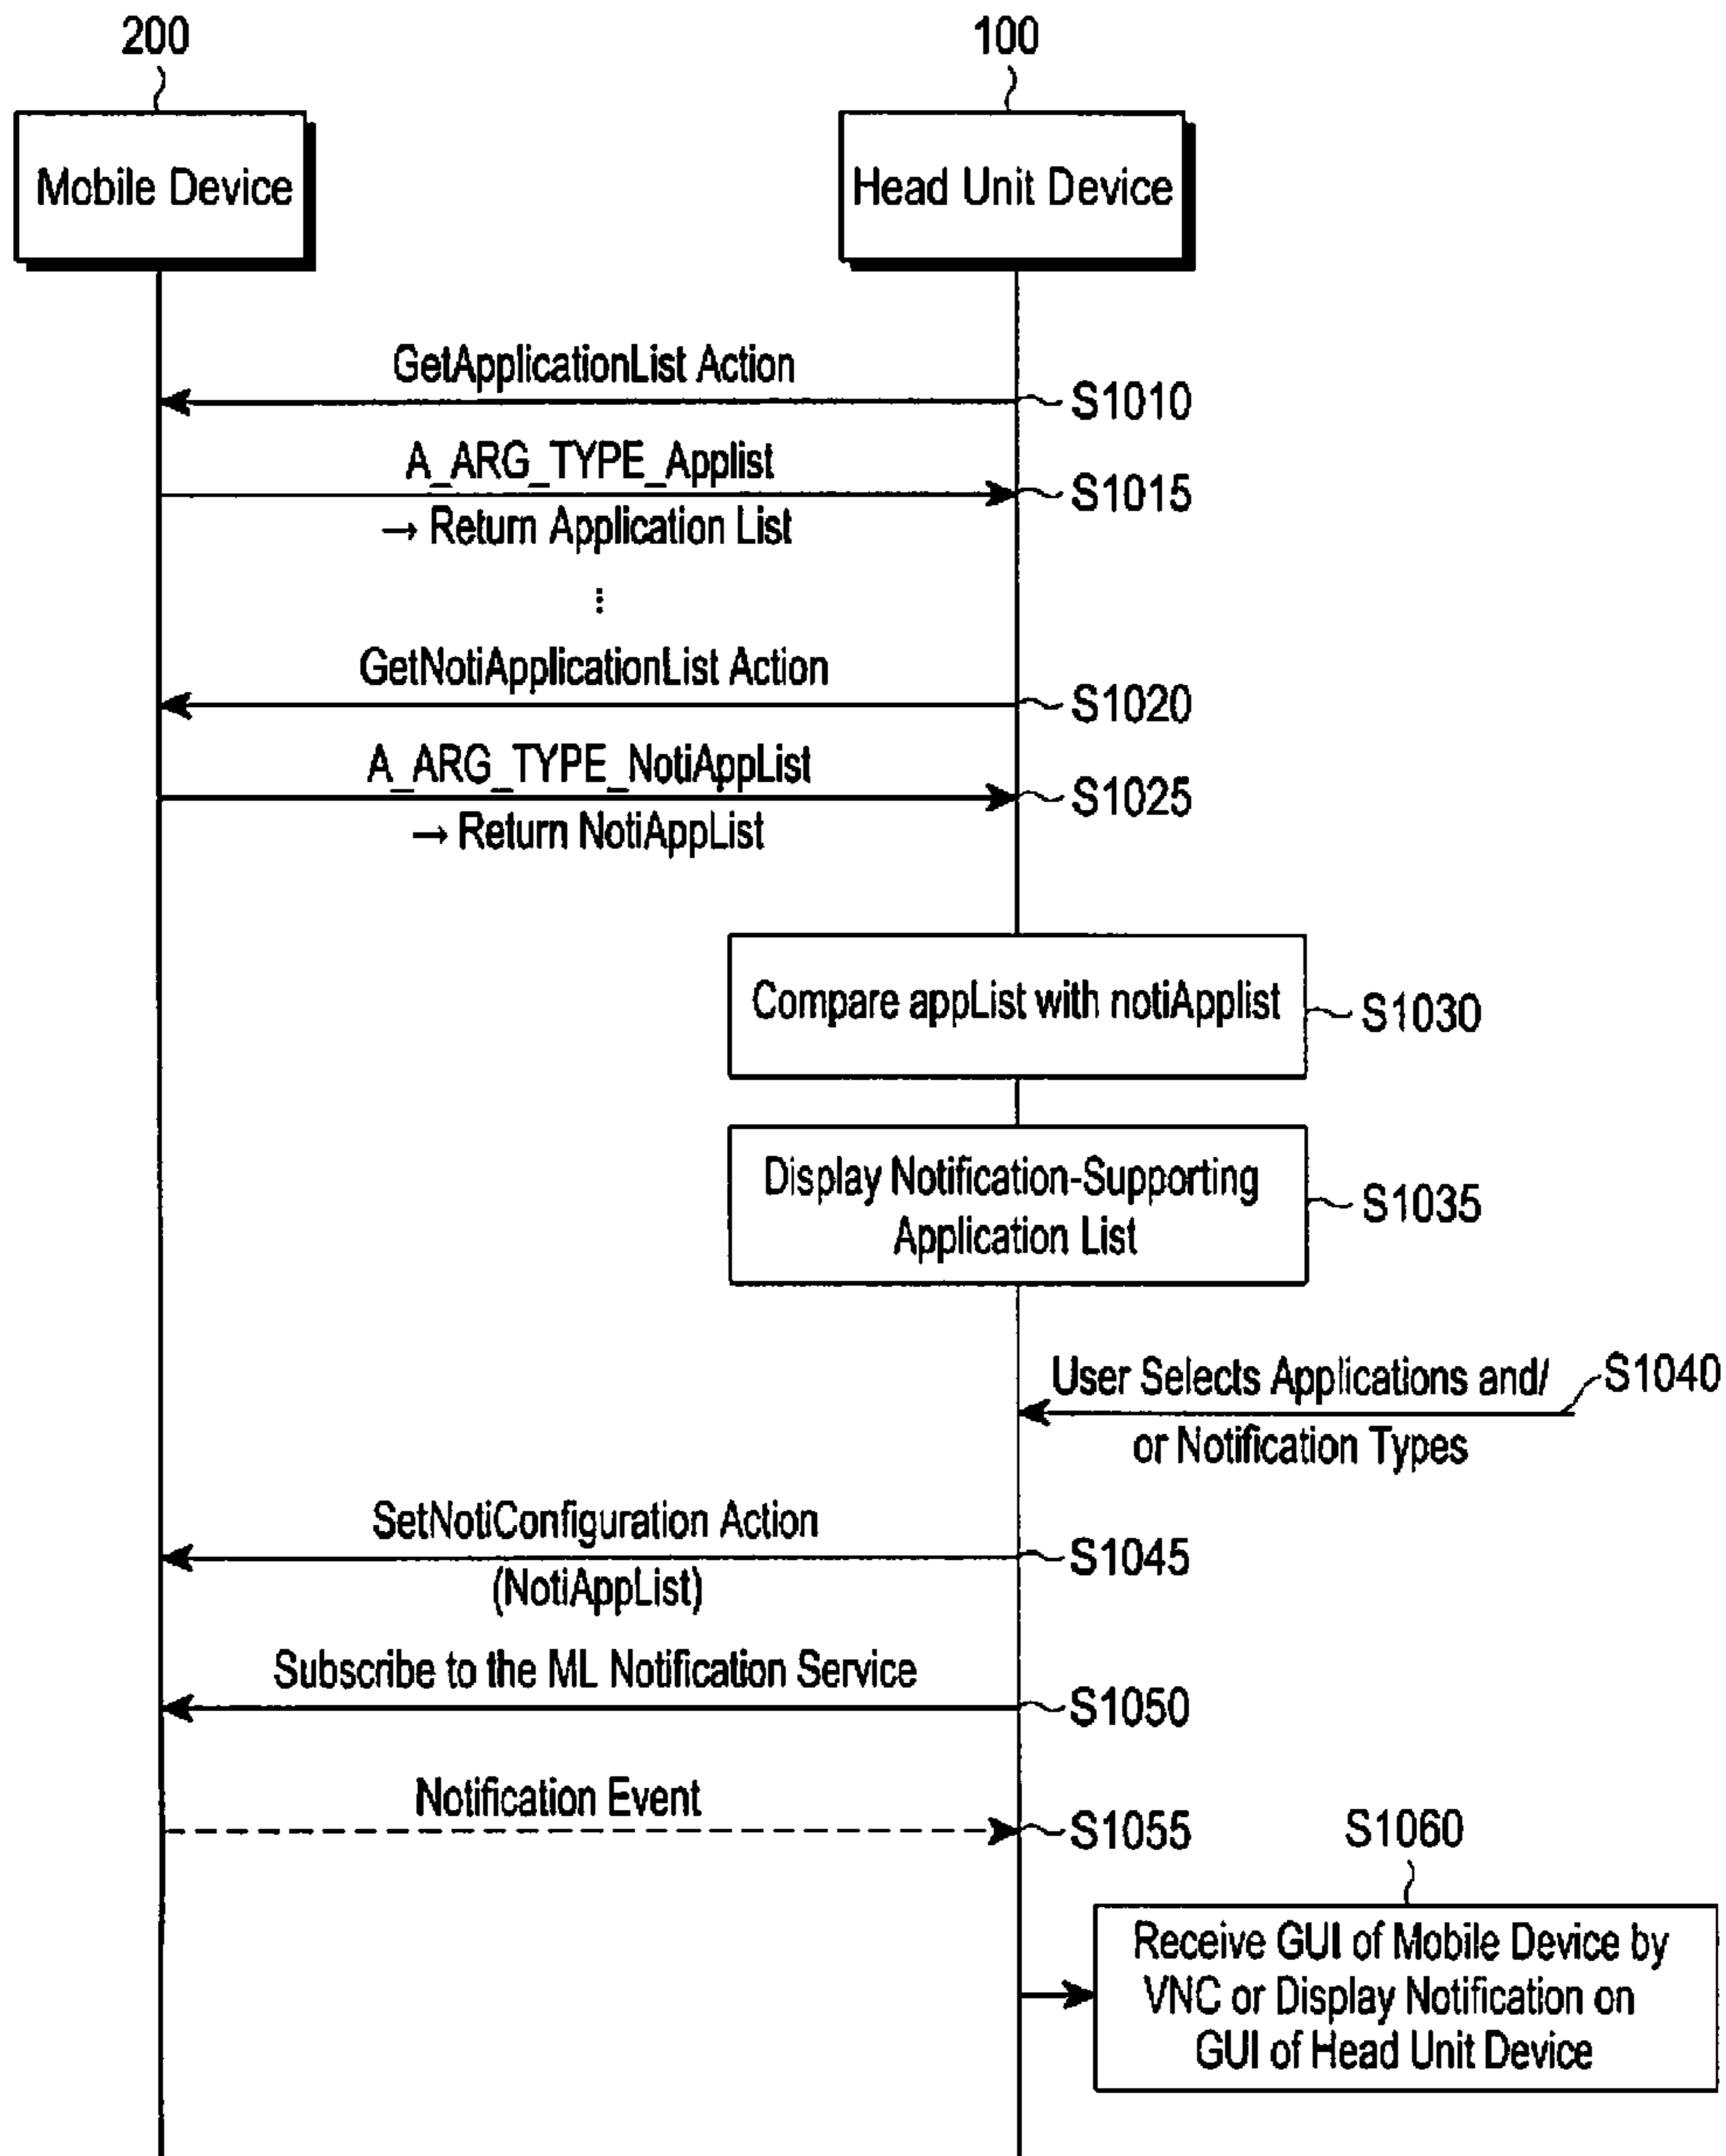 200
100
Mobile Device
Head Unit Device
GetApplicationList Action
S1010
A_ARG_TYPE_Applist
S1015
→ Return Application List
⋮
GetNotiApplicationList Action
S1020
A_ARG_TYPE_NotiAppList
S1025
→ Return NotiAppList
Compare appList with notiApplist
S1030
Display Notification-Supporting
Application List
S1035
User Selects Applications and/
S1040
or Notification Types
SetNotiConfiguration Action
S1045
(NotiAppList)
Subscribe to the ML Notification Service
S1050
Notification Event
S1055
S1060
Receive GUI of Mobile Device by
VNC or Display Notification on
GUI of Head Unit Device